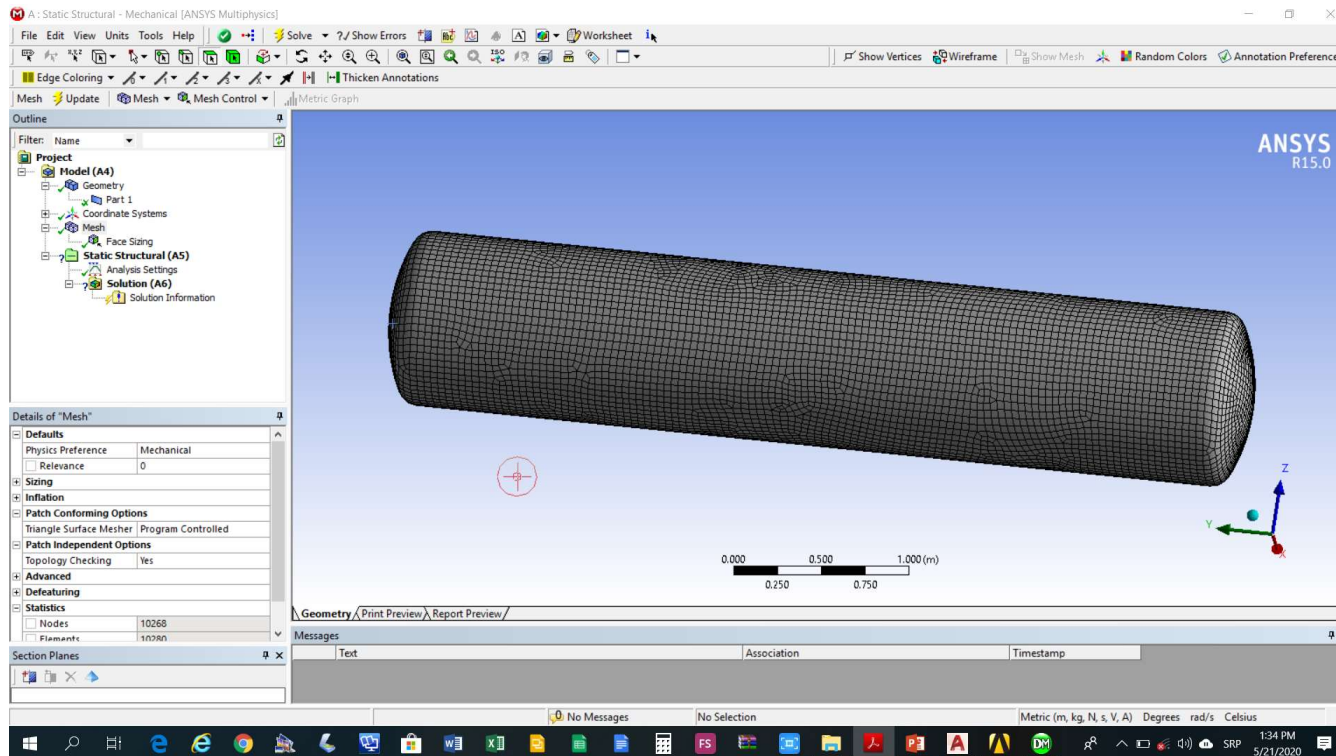 A : Static Structural - Mechanical [ANSYS Multiphysics]
File Edit View Units Tools Help Solve ?/ Show Errors Worksheet
Show Vertices Wireframe Show Mesh Random Colors Annotation Preference
Edge Coloring Thicken Annotations
Mesh Update Mesh Mesh Control Metric Graph
Outline
Filter: Name
Project
Model (A4)
Geometry
Part 1
Coordinate Systems
Mesh
Face Sizing
Static Structural (A5)
Analysis Settings
Solution (A6)
Solution Information
Details of "Mesh"
Defaults
Physics Preference Mechanical
Relevance 0
Sizing
Inflation
Patch Conforming Options
Triangle Surface Mesher Program Controlled
Patch Independent Options
Topology Checking Yes
Advanced
Defeaturing
Statistics
Nodes 10268
Elements 10280
Section Planes
ANSYS
R15.0
Z
Y
X
0.000 0.500 1.000 (m)
0.250 0.750
Geometry Print Preview Report Preview
Messages
Text Association Timestamp
0 No Messages No Selection Metric (m, kg, N, s, V, A) Degrees rad/s Celsius
FS DM SRP 1:34 PM
5/21/2020